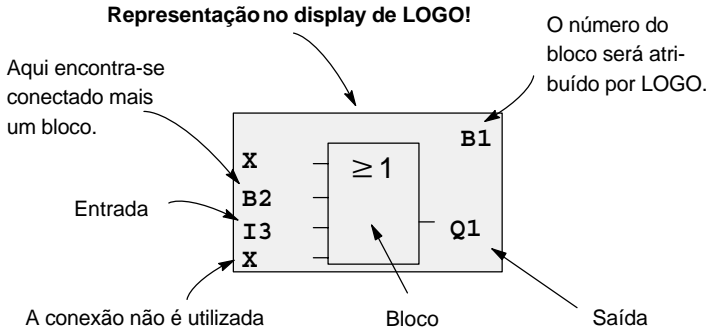 Representação no display de LOGO!
O número do
bloco será atri-
buído por LOGO.
Aqui encontra-se
conectado mais
um bloco.
B1
X
≥ 1
B2
Entrada
I3
Q1
X
A conexão não é utilizada
Bloco
Saída